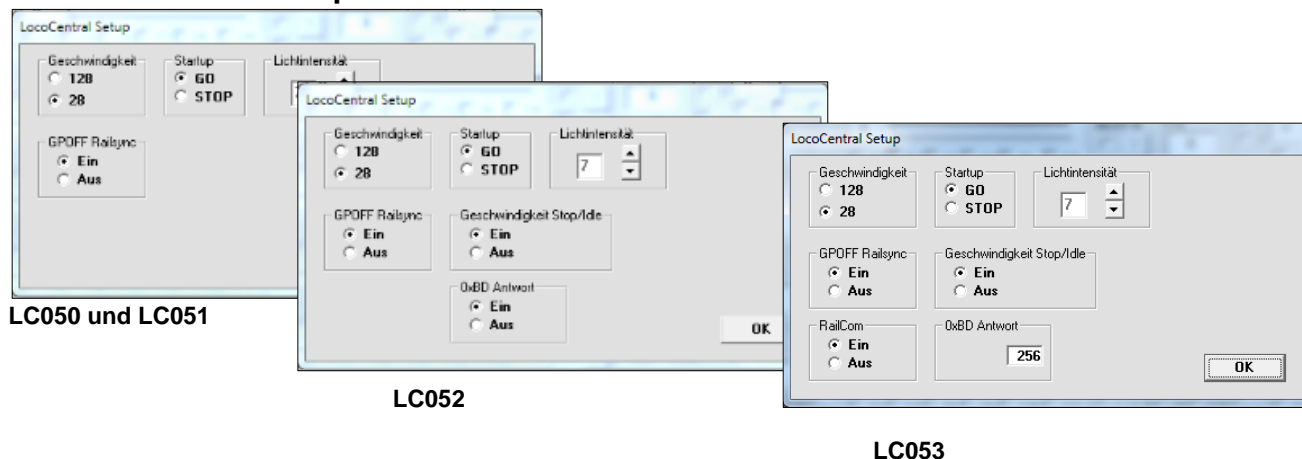 LocoCentral Setup
Geschwindigkeit Startup Lichtintensität
128 GO
28 STOP
GPOFF Railsync
Ein
Aus
LC050 und LC051
LocoCentral Setup
Geschwindigkeit Startup Lichtintensität
128 GO 7
28 STOP
GPOFF Railsync Geschwindigkeit Stop/Idle
Ein Ein
Aus Aus
0xBD Antwort
Ein
Aus OK
LC052
LocoCentral Setup
Geschwindigkeit Startup Lichtintensität
128 GO 7
28 STOP
GPOFF Railsync Geschwindigkeit Stop/Idle
Ein Ein
Aus Aus
RailCom 0xBD Antwort
Ein 256
Aus OK
LC053